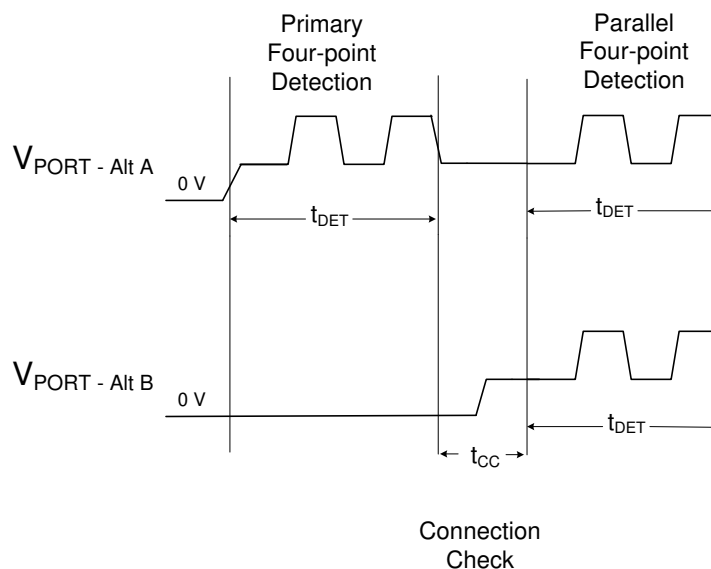 Primary
Four-point
Detection
Parallel
Four-point
Detection
VPORT - Alt A
0 V
tDET
tDET
VPORT - Alt B
0 V
tDET
tCC
Connection
Check